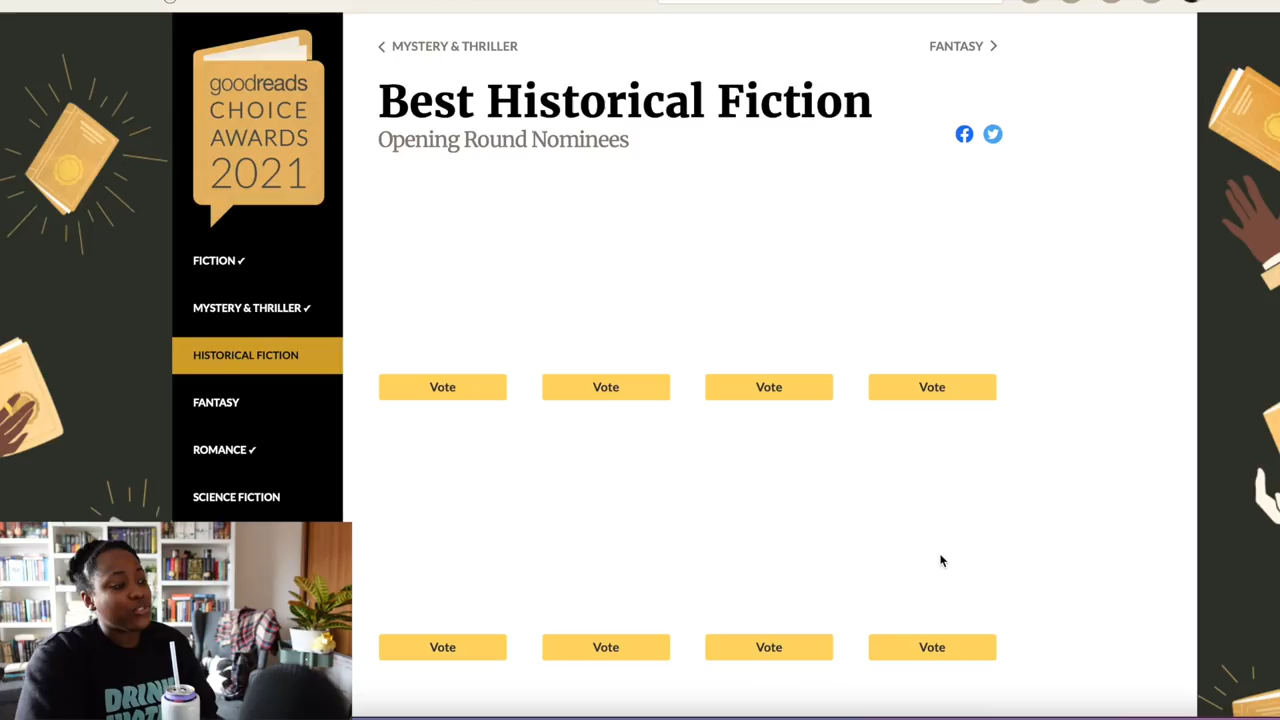 MYSTERY & THRILLER
FANTASY
Best Historical Fiction
Opening Round Nominees
goodreads
CHOICE
AWARDS
2021
FICTION ✓
MYSTERY & THRILLER ✓
HISTORICAL FICTION
FANTASY
ROMANCE ✓
SCIENCE FICTION
Vote Vote Vote Vote
Vote Vote Vote Vote
DRINK